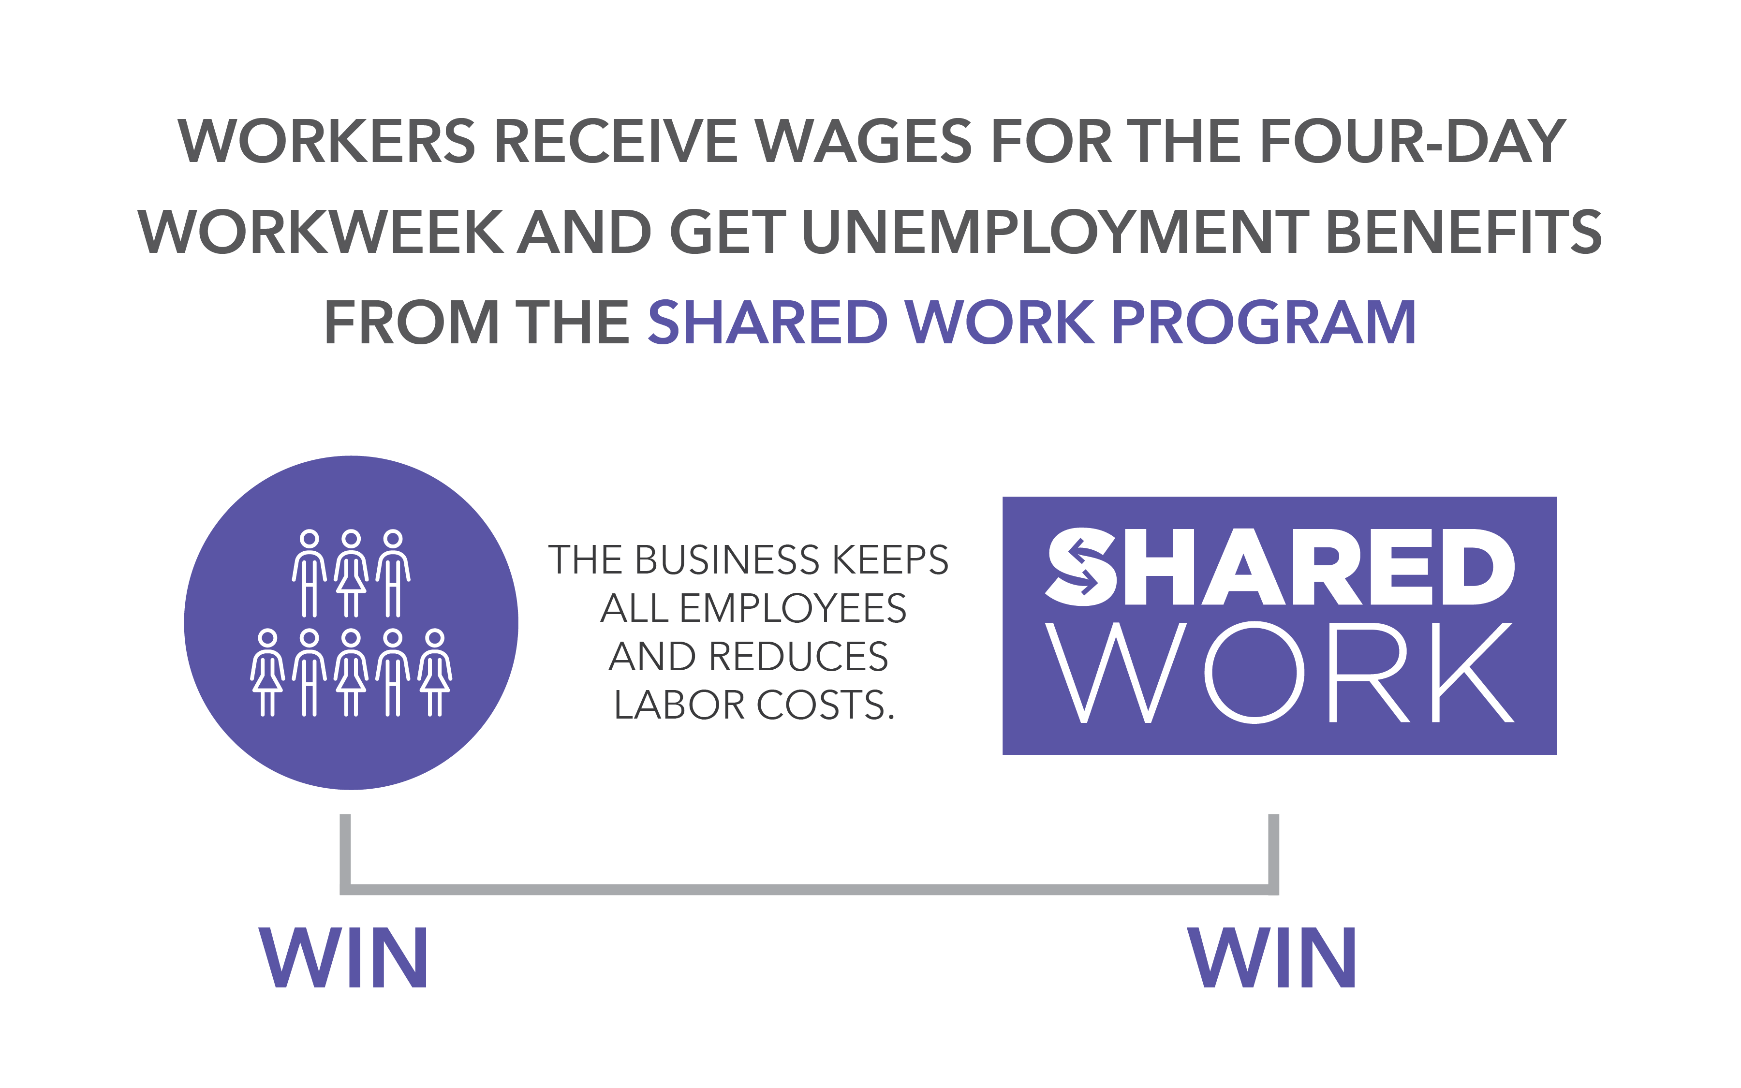 WORKERS RECEIVE WAGES FOR THE FOUR-DAY
WORKWEEK AND GET UNEMPLOYMENT BENEFITS
FROM THE SHARED WORK PROGRAM
THE BUSINESS KEEPS
ALL EMPLOYEES
AND REDUCES
LABOR COSTS.
SHARED
WORK
WIN
WIN